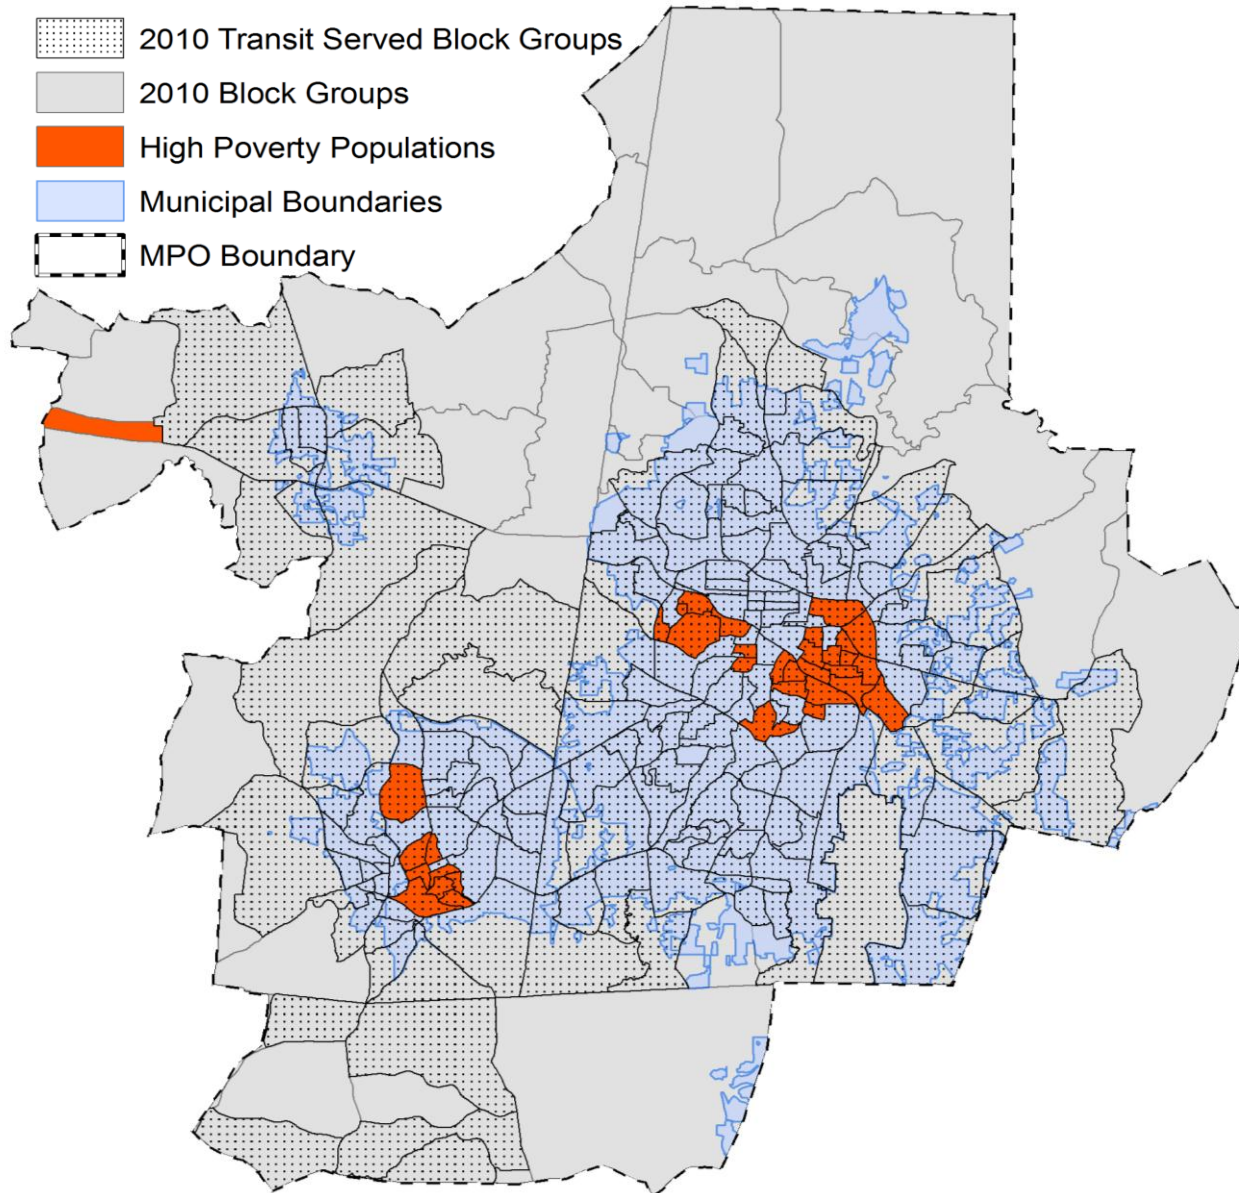 2010 Transit Served Block Groups
2010 Block Groups
High Poverty Populations
Municipal Boundaries
MPO Boundary